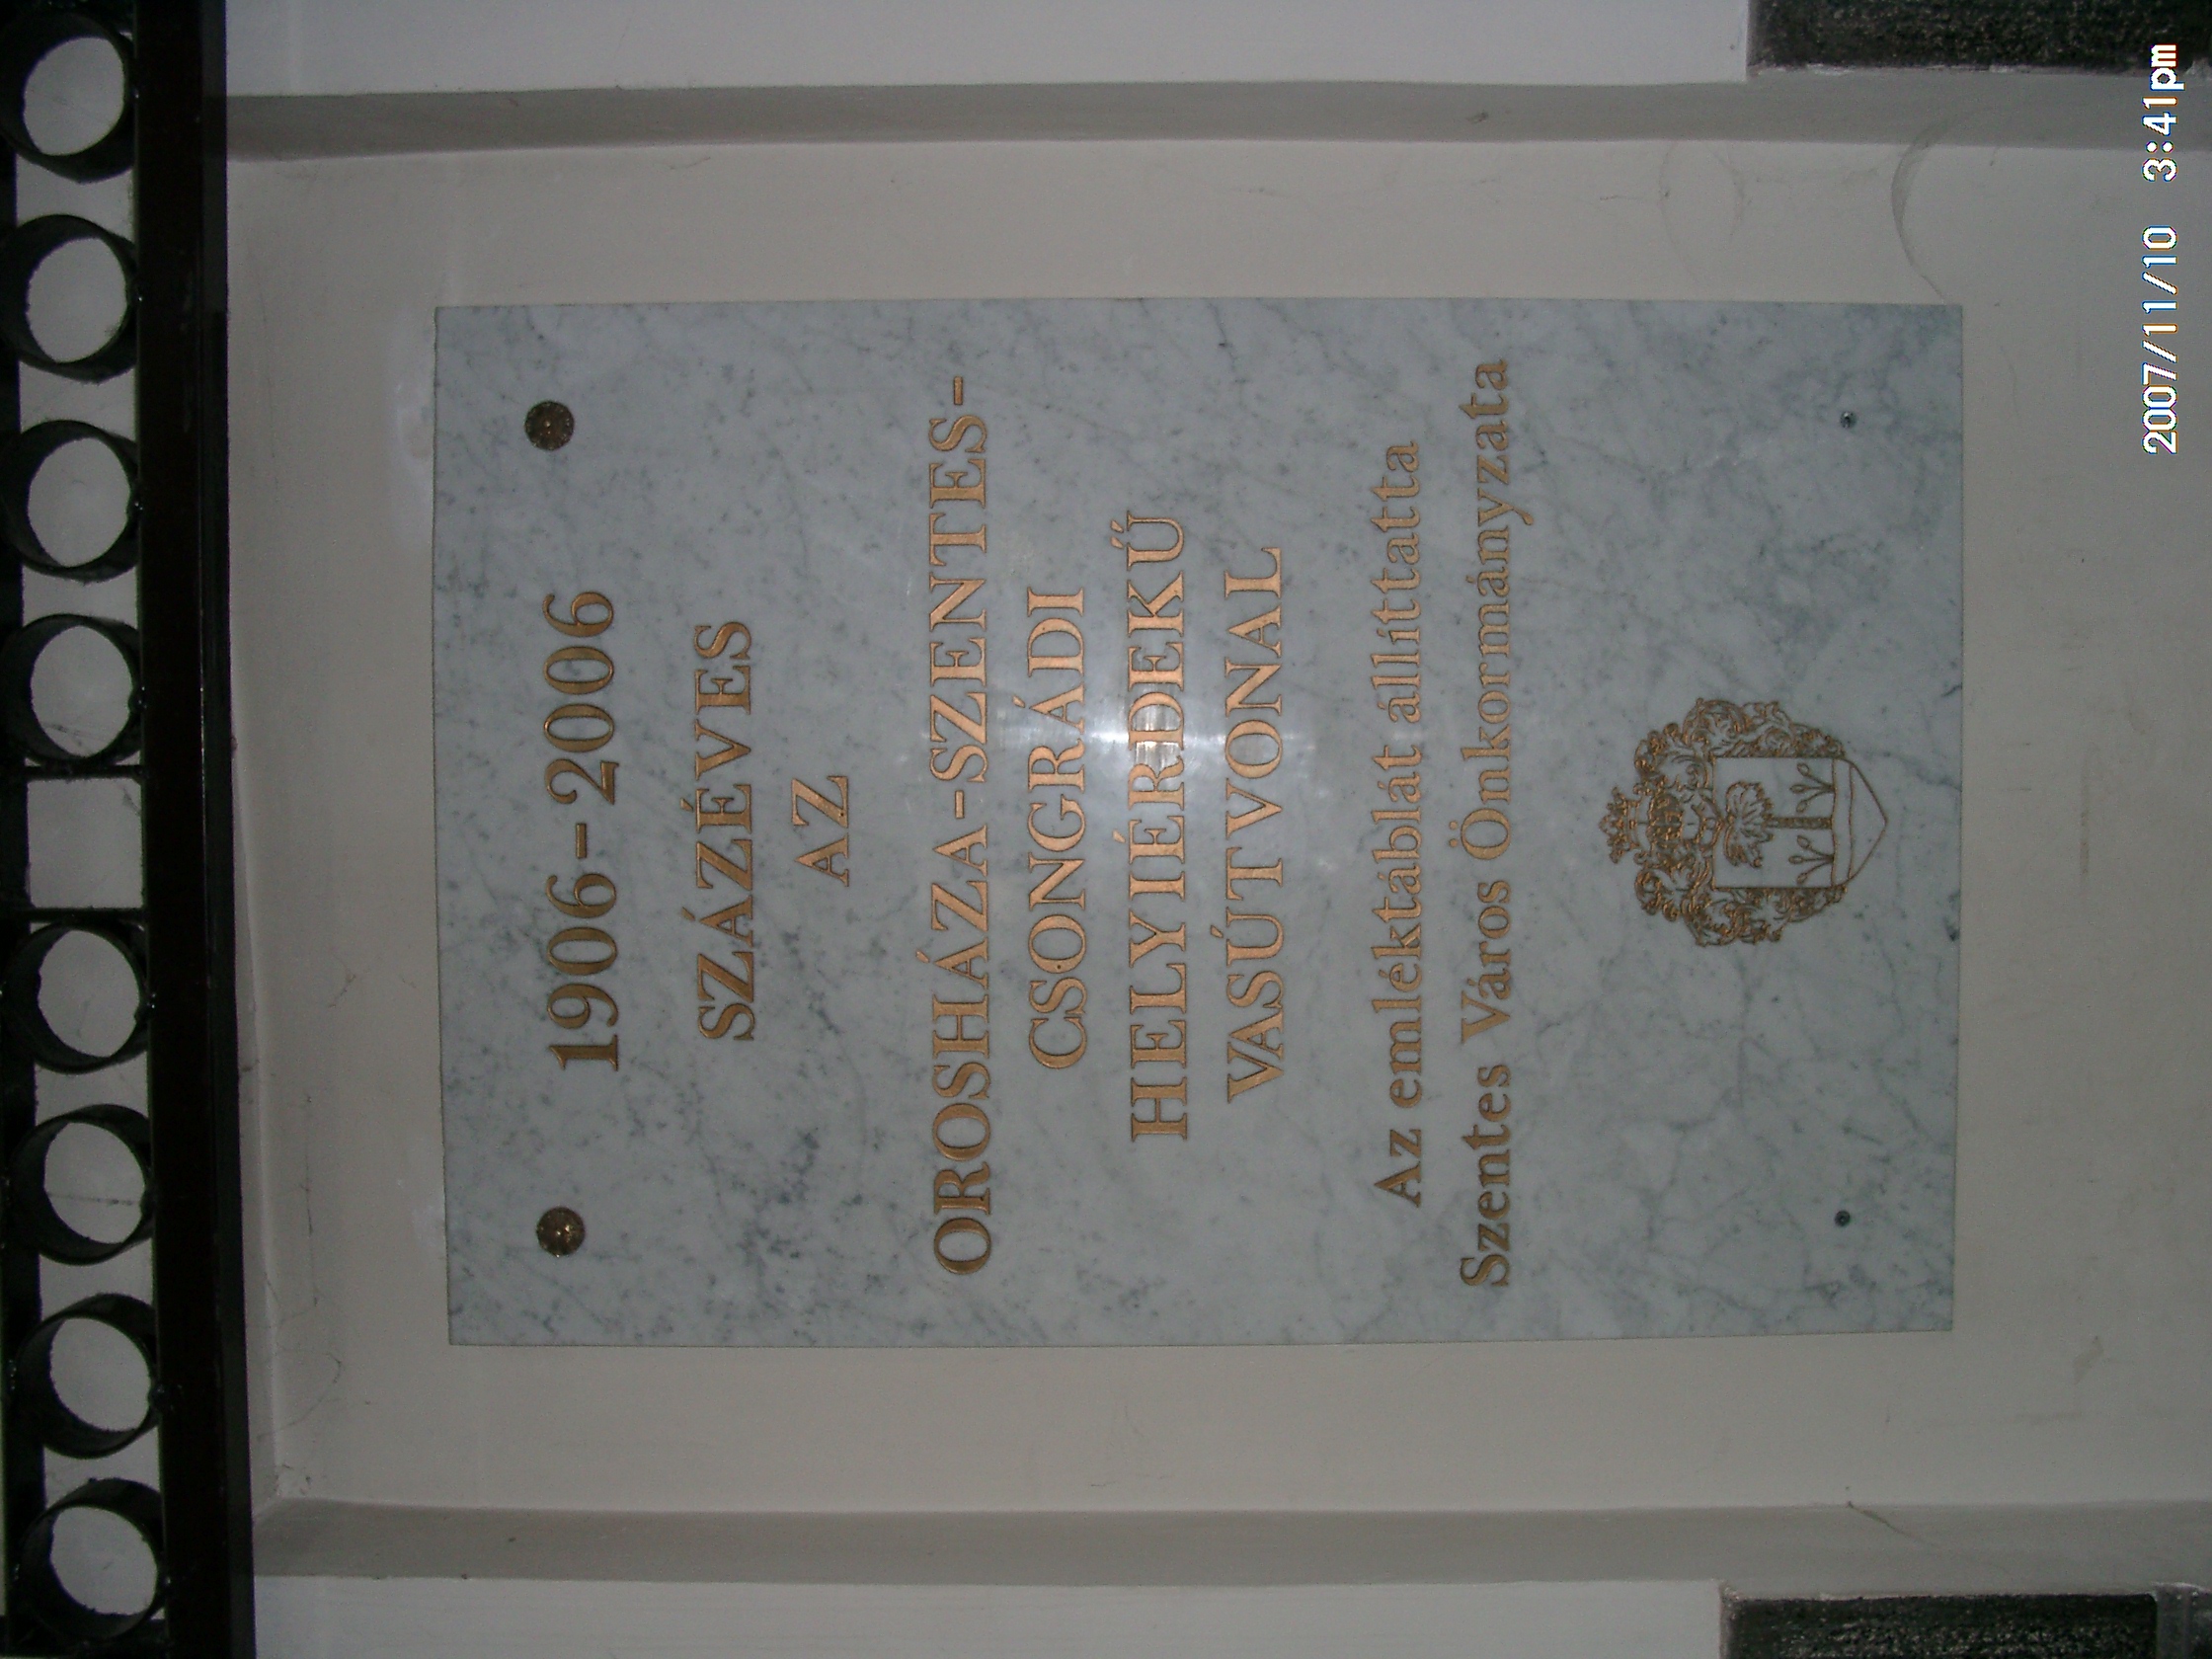 1906-2006
SZÁZÉVES
AZ
OROSHÁZA-SZENTES-
CSONGRÁDI
HELYIÉRDEKŰ
VASÚTVONAL
Az emléktáblát állíttatta
Szentes Város Önkormányzata
2007/11/10 3:41pm